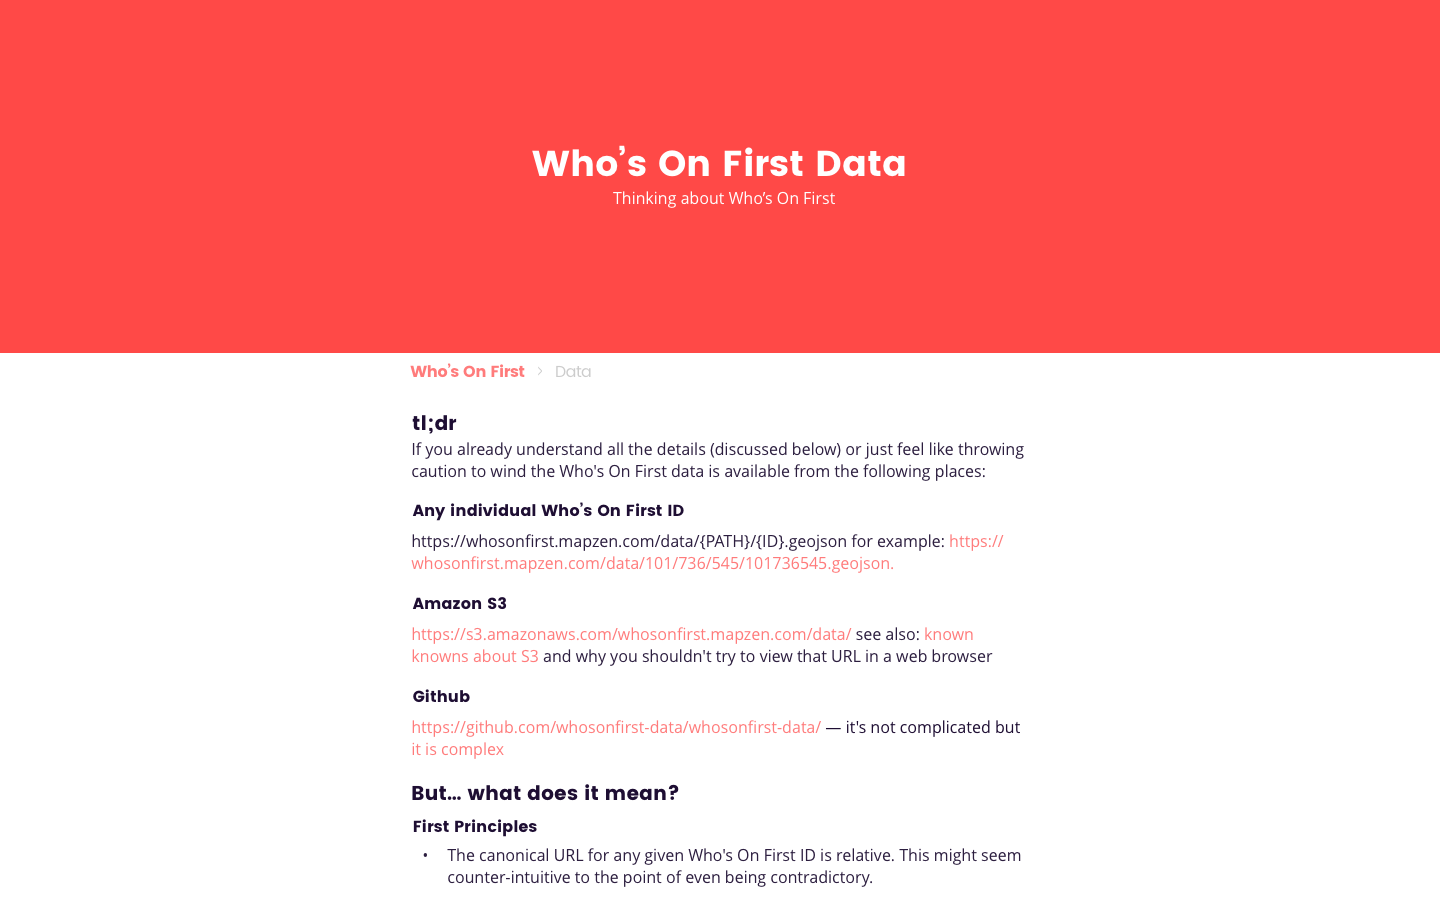 Who’s On First Data
Thinking about Who’s On First
Who’s On First › Data
tl;dr
If you already understand all the details (discussed below) or just feel like throwing
caution to wind the Who's On First data is available from the following places:
Any individual Who’s On First ID
https://whosonfirst.mapzen.com/data/{PATH}/{ID}.geojson for example: https://
whosonfirst.mapzen.com/data/101/736/545/101736545.geojson.
Amazon S3
https://s3.amazonaws.com/whosonfirst.mapzen.com/data/ see also: known
knowns about S3 and why you shouldn't try to view that URL in a web browser
Github
https://github.com/whosonfirst-data/whosonfirst-data/ — it's not complicated but
it is complex
But… what does it mean?
First Principles
• The canonical URL for any given Who's On First ID is relative. This might seem
counter-intuitive to the point of even being contradictory.